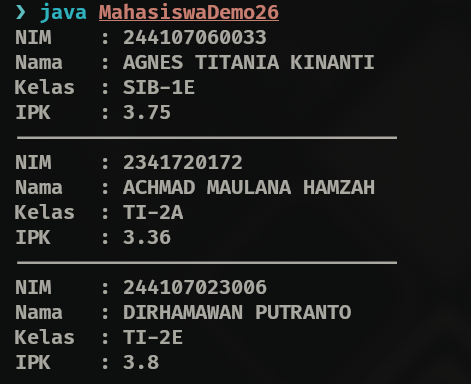 ❯ java MahasiswaDemo26
NIM : 244107060033
Nama : AGNES TITANIA KINANTI
Kelas : SIB-1E
IPK : 3.75
----------------------------------
NIM : 2341720172
Nama : ACHMAD MAULANA HAMZAH
Kelas : TI-2A
IPK : 3.36
----------------------------------
NIM : 244107023006
Nama : DIRHAMAWAN PUTRANTO
Kelas : TI-2E
IPK : 3.8